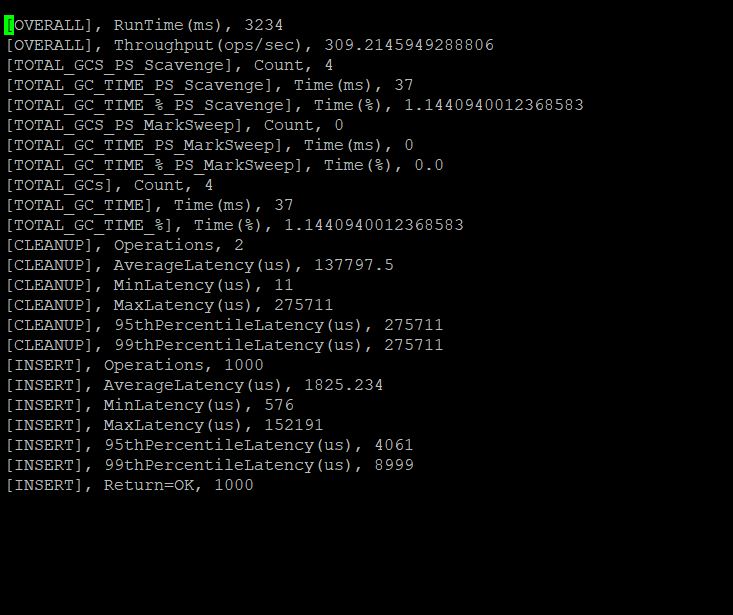 [OVERALL], RunTime(ms), 3234
[OVERALL], Throughput(ops/sec), 309.2145949288806
[TOTAL_GCS_PS_Scavenge], Count, 4
[TOTAL_GC_TIME_PS_Scavenge], Time(ms), 37
[TOTAL_GC_TIME_%_PS_Scavenge], Time(%), 1.1440940012368583
[TOTAL_GCS_PS_MarkSweep], Count, 0
[TOTAL_GC_TIME_PS_MarkSweep], Time(ms), 0
[TOTAL_GC_TIME_%_PS_MarkSweep], Time(%), 0.0
[TOTAL_GCs], Count, 4
[TOTAL_GC_TIME], Time(ms), 37
[TOTAL_GC_TIME_%], Time(%), 1.1440940012368583
[CLEANUP], Operations, 2
[CLEANUP], AverageLatency(us), 137797.5
[CLEANUP], MinLatency(us), 11
[CLEANUP], MaxLatency(us), 275711
[CLEANUP], 95thPercentileLatency(us), 275711
[CLEANUP], 99thPercentileLatency(us), 275711
[INSERT], Operations, 1000
[INSERT], AverageLatency(us), 1825.234
[INSERT], MinLatency(us), 576
[INSERT], MaxLatency(us), 152191
[INSERT], 95thPercentileLatency(us), 4061
[INSERT], 99thPercentileLatency(us), 8999
[INSERT], Return=OK, 1000